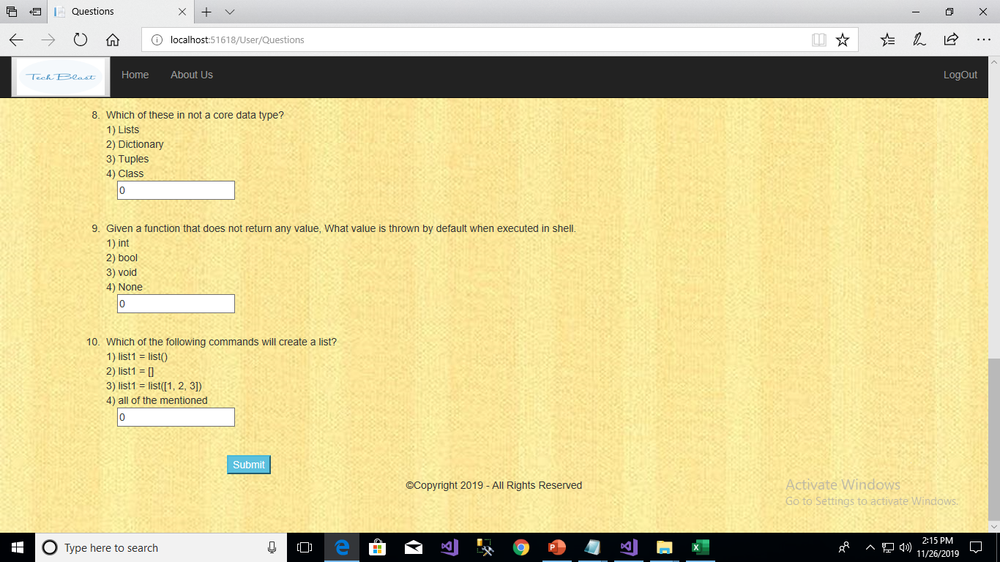 Questions
localhost:51618/User/Questions
Tech Blast
Home About Us LogOut
8. Which of these in not a core data type?
1) Lists
2) Dictionary
3) Tuples
4) Class
0
9. Given a function that does not return any value, What value is thrown by default when executed in shell.
1) int
2) bool
3) void
4) None
0
10. Which of the following commands will create a list?
1) list1 = list()
2) list1 = []
3) list1 = list([1, 2, 3])
4) all of the mentioned
0
Submit
©Copyright 2019 - All Rights Reserved
Activate Windows
Go to Settings to activate Windows.
Type here to search
2:15 PM
11/26/2019